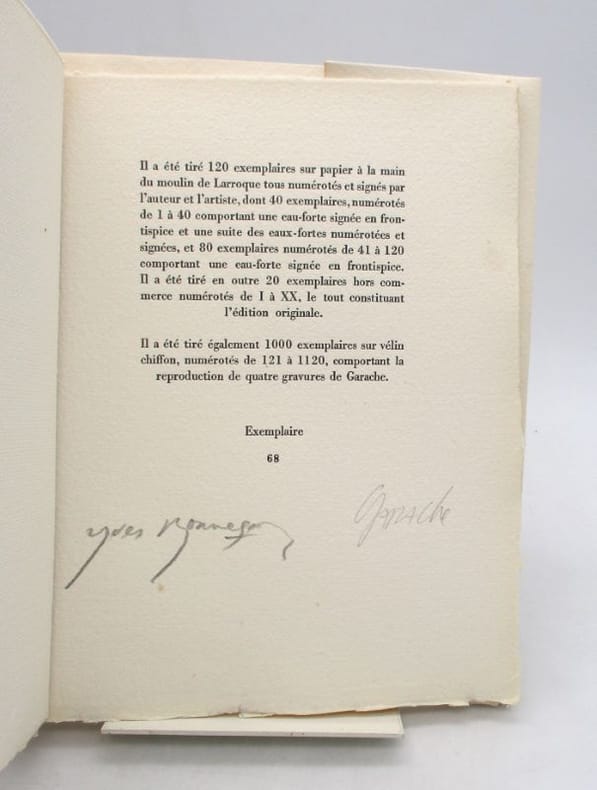 Il a été tiré 120 exemplaires sur papier à la main
du moulin de Larroque tous numérotés et signés par
l'auteur et l'artiste, dont 40 exemplaires, numérotés
de 1 à 40 comportant une eau-forte signée en fron-
tispice et une suite des eaux-fortes numérotées et
signées, et 80 exemplaires numérotés de 41 à 120
comportant une eau-forte signée en frontispice.
Il a été tiré en outre 20 exemplaires hors com-
merce numérotés de I à XX, le tout constituant
l'édition originale.
Il a été tiré également 1000 exemplaires sur vélin
chiffon, numérotés de 121 à 1120, comportant la
reproduction de quatre gravures de Garache.
Exemplaire
68
yves Bonnefoy
Garache